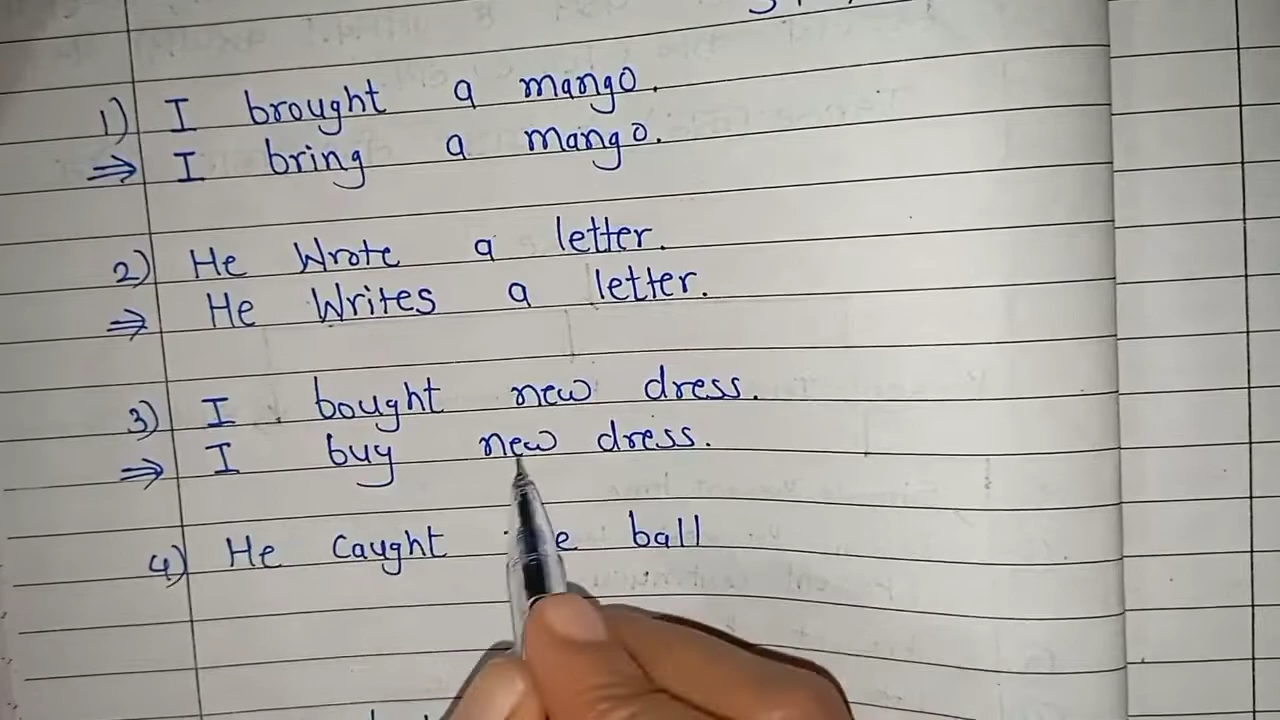 1) I brought a mango.
⇒ I bring a mango.
2) He Wrote a letter.
⇒ He Writes a letter.
3) I bought new dress.
⇒ I buy new dress.
4) He Caught ball